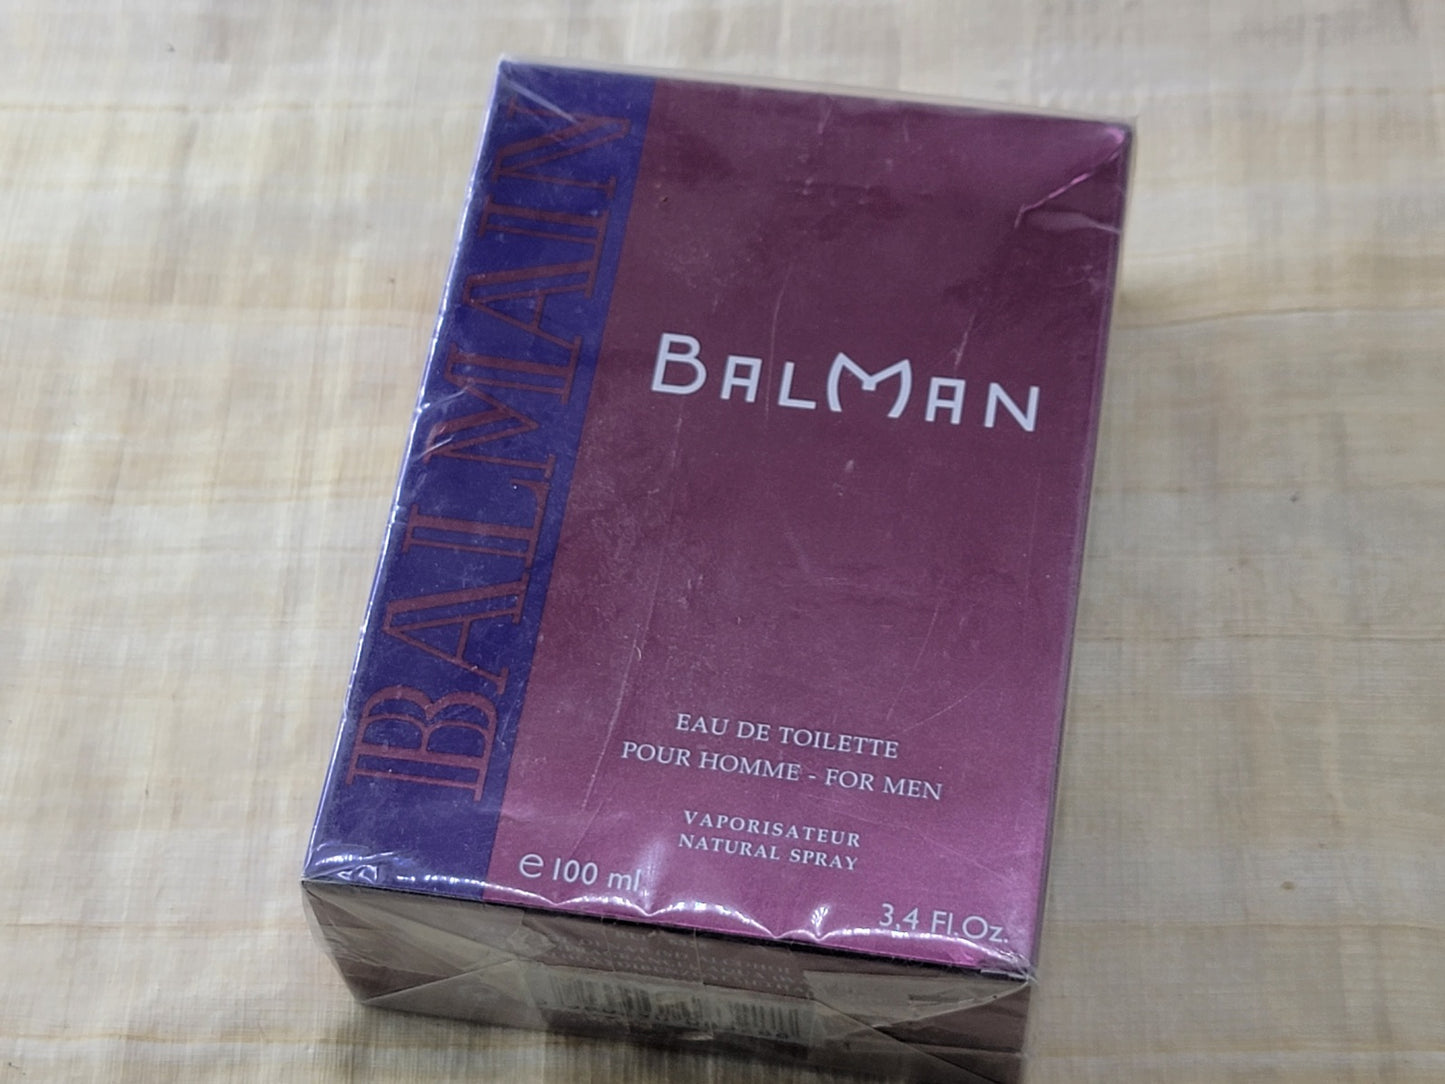 BALMAIN
BALMAN
EAU DE TOILETTE
POUR HOMME - FOR MEN
VAPORISATEUR
NATURAL SPRAY
e 100 ml
3,4 Fl.Oz.